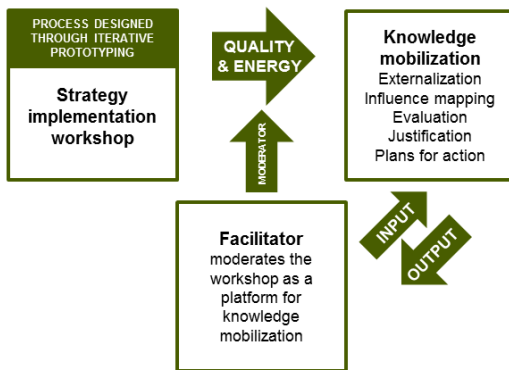 PROCESS DESIGNED
THROUGH ITERATIVE
PROTOTYPING
Strategy
implementation
workshop
QUALITY
& ENERGY
Knowledge
mobilization
Externalization
Influence mapping
Evaluation
Justification
Plans for action
MODERATOR
Facilitator
moderates the
workshop as a
platform for
knowledge
mobilization
INPUT
OUTPUT